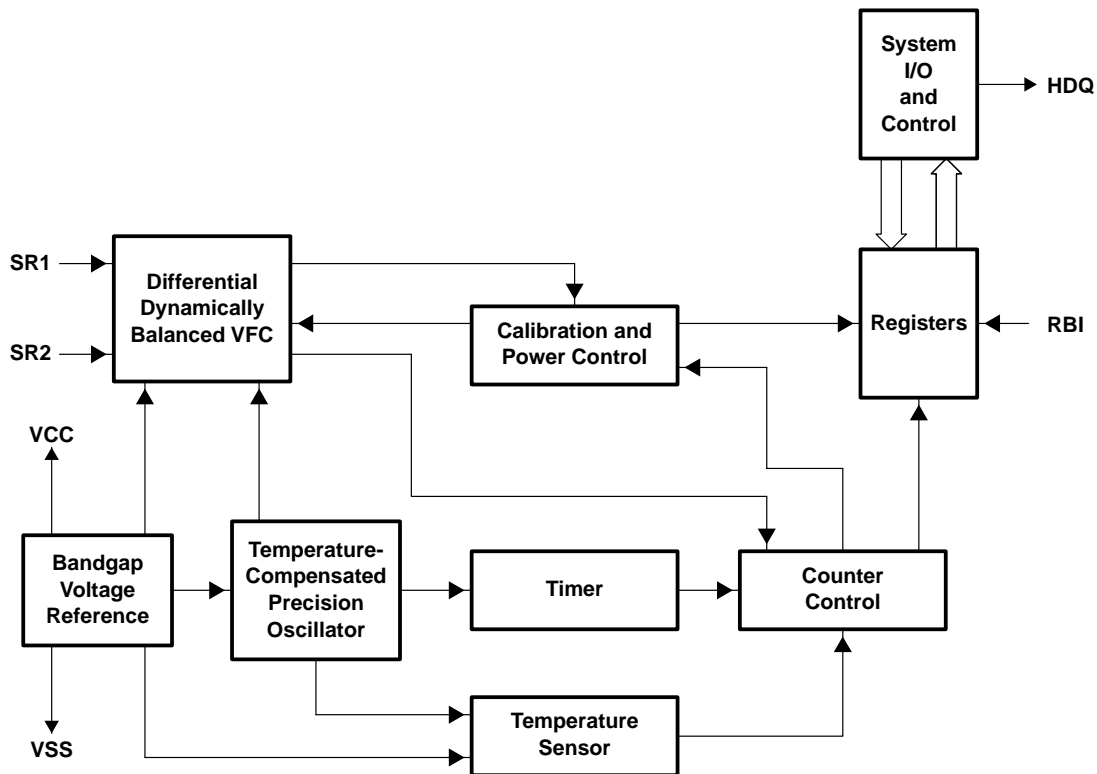 System
I/O
and
Control
HDQ
SR1
SR2
Differential
Dynamically
Balanced VFC
Calibration and
Power Control
Registers
RBI
VCC
Bandgap
Voltage
Reference
VSS
Temperature-
Compensated
Precision
Oscillator
Timer
Counter
Control
Temperature
Sensor